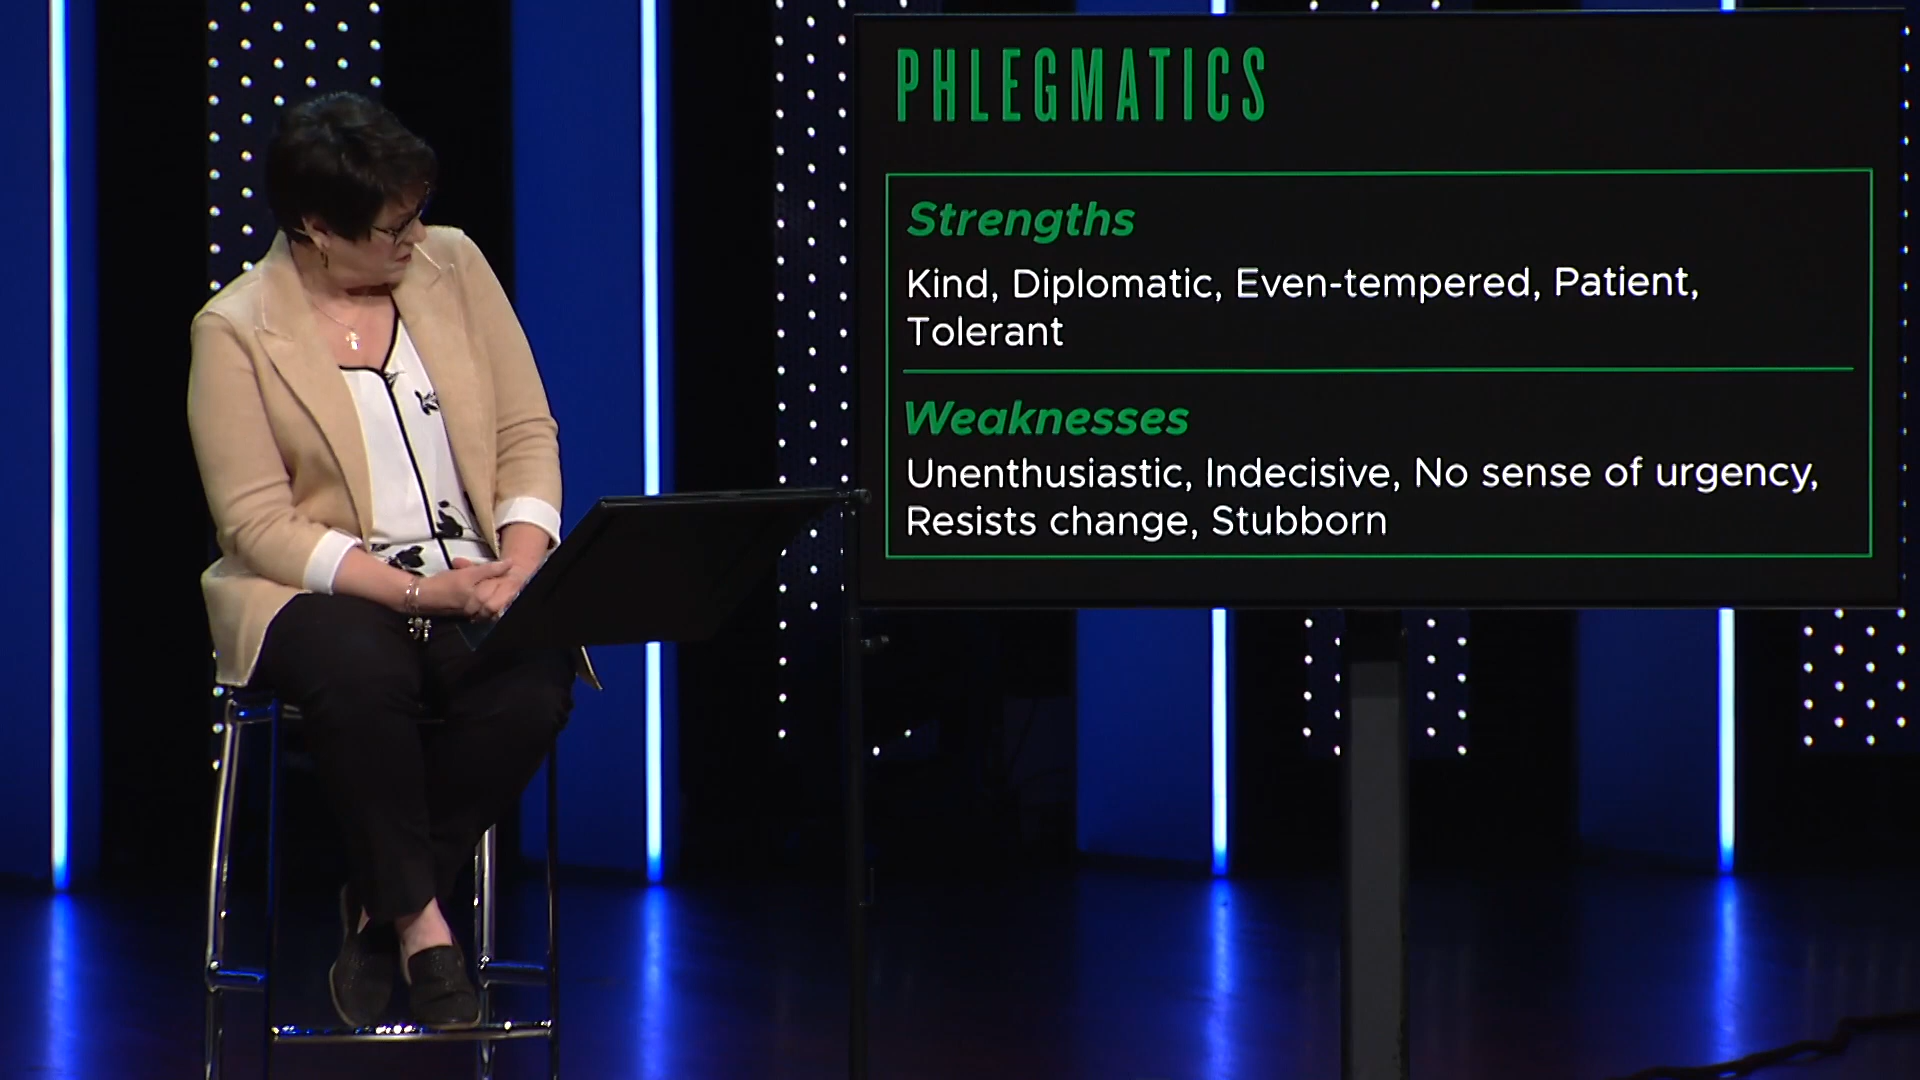 PHLEGMATICS
Strengths
Kind, Diplomatic, Even-tempered, Patient,
Tolerant
Weaknesses
Unenthusiastic, Indecisive, No sense of urgency,
Resists change, Stubborn